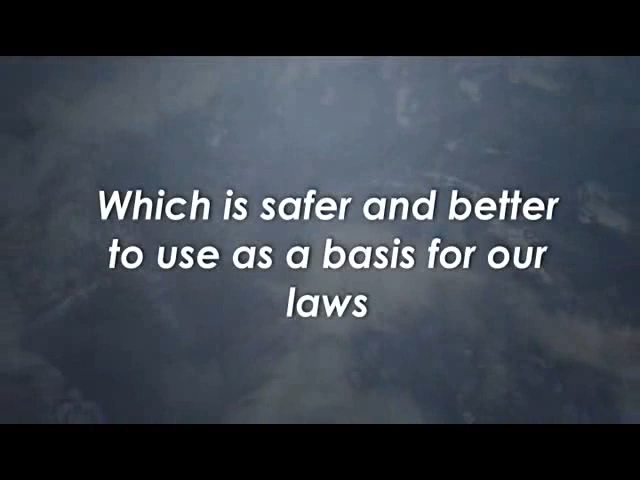 Which is safer and better
to use as a basis for our
laws